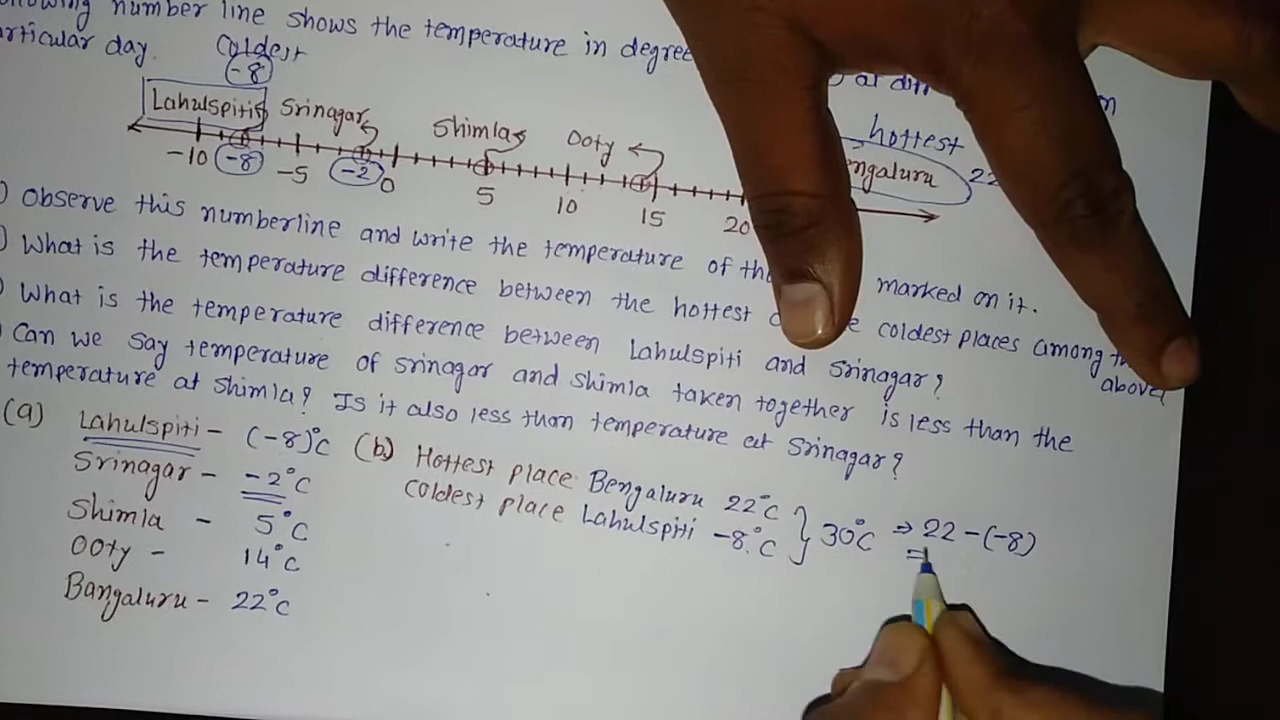 number line shows the temperature in degree
particular day. Coldest
(-8)
Lahulspitis Srinagar Shimla Ooty hottest
22
-10 (-8) -5 (-2) 0 5 10 15 20
Observe this numberline and write the temperature of marked on it.
What is the temperature difference between the hottest coldest places among
above?
What is the temperature difference between Lahulspiti and Srinagar?
Can we say temperature of srinagar and shimla taken together is less than the
temperature at shimla? Is it also less than temperature at Srinagar?
(a) Lahulspiti - (-8)°C
Srinagar - -2°C
Shimla - 5°C
Ooty - 14°C
Bangaluru - 22°C
(b) Hottest place Bengaluru 22°C
Coldest place Lahulspiti -8°C } 30°C ⇒ 22-(-8)
=